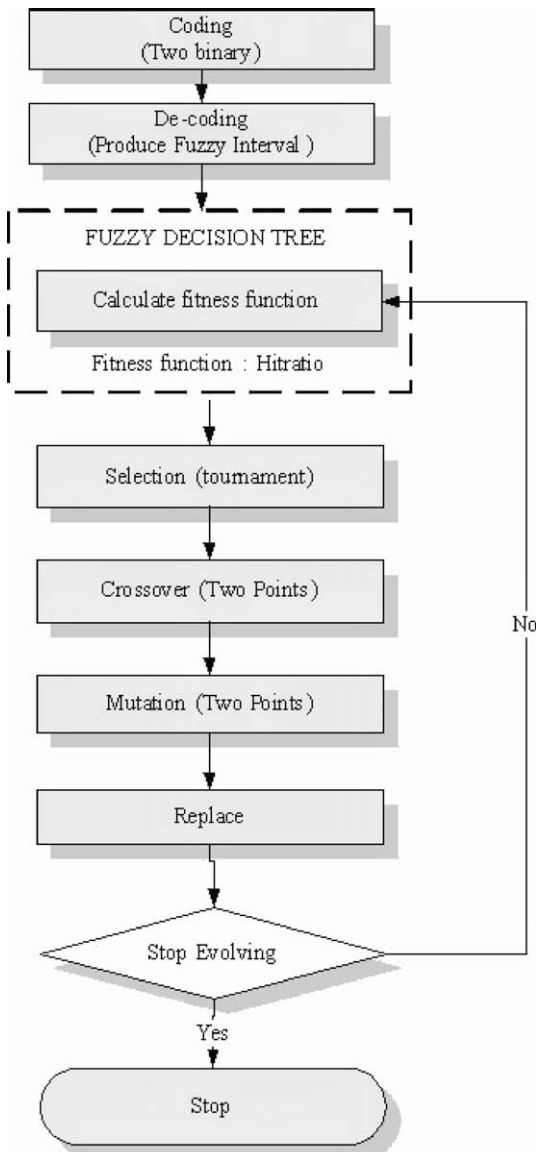 Coding
(Two binary)
De-coding
(Produce Fuzzy Interval )
FUZZY DECISION TREE
Calculate fitness function
Fitness function : Hitratio
Selection (tournament)
Crossover (Two Points)
Mutation (Two Points)
Replace
Stop Evolving
No
Yes
Stop